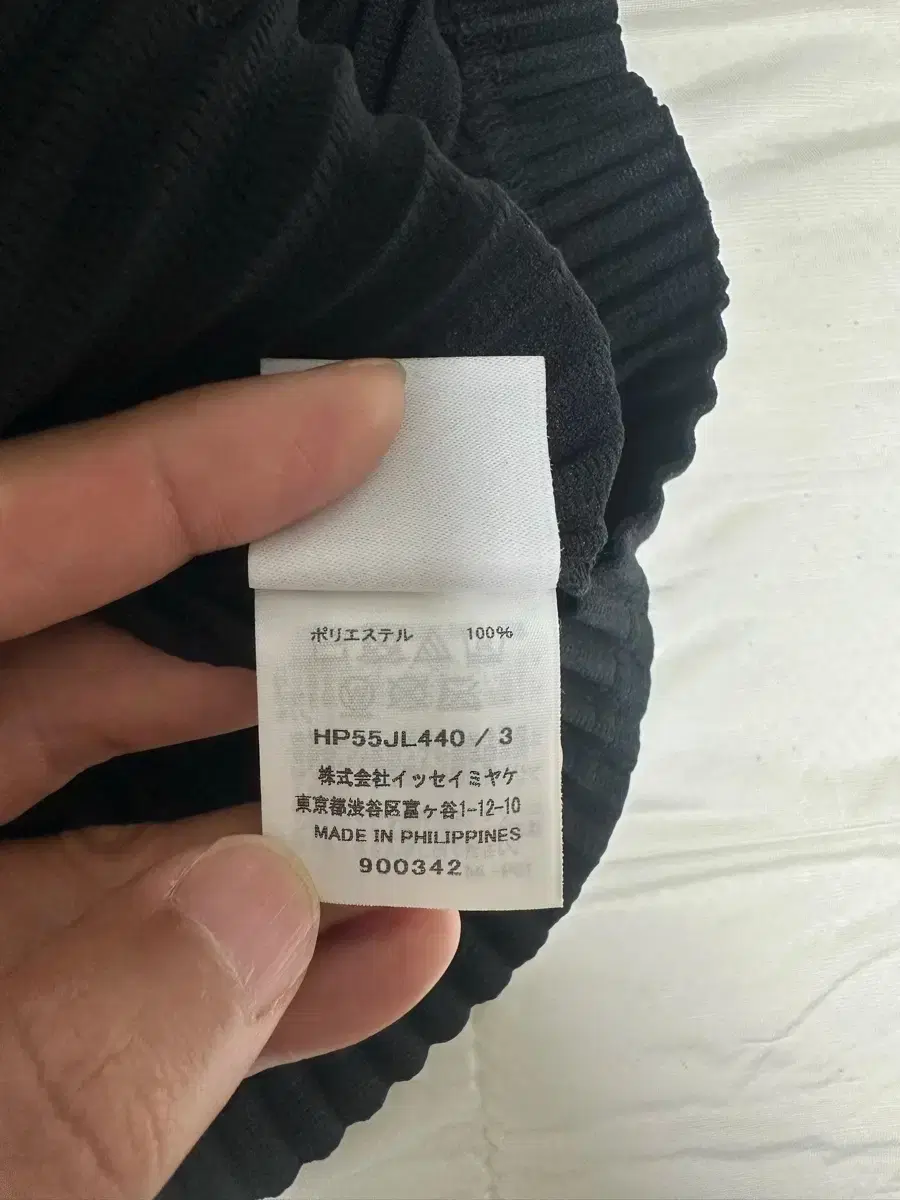 ポリエステル 100%
HP55JL440 / 3
株式会社イッセイミヤケ
東京都渋谷区富ヶ谷1-12-10
MADE IN PHILIPPINES
900342